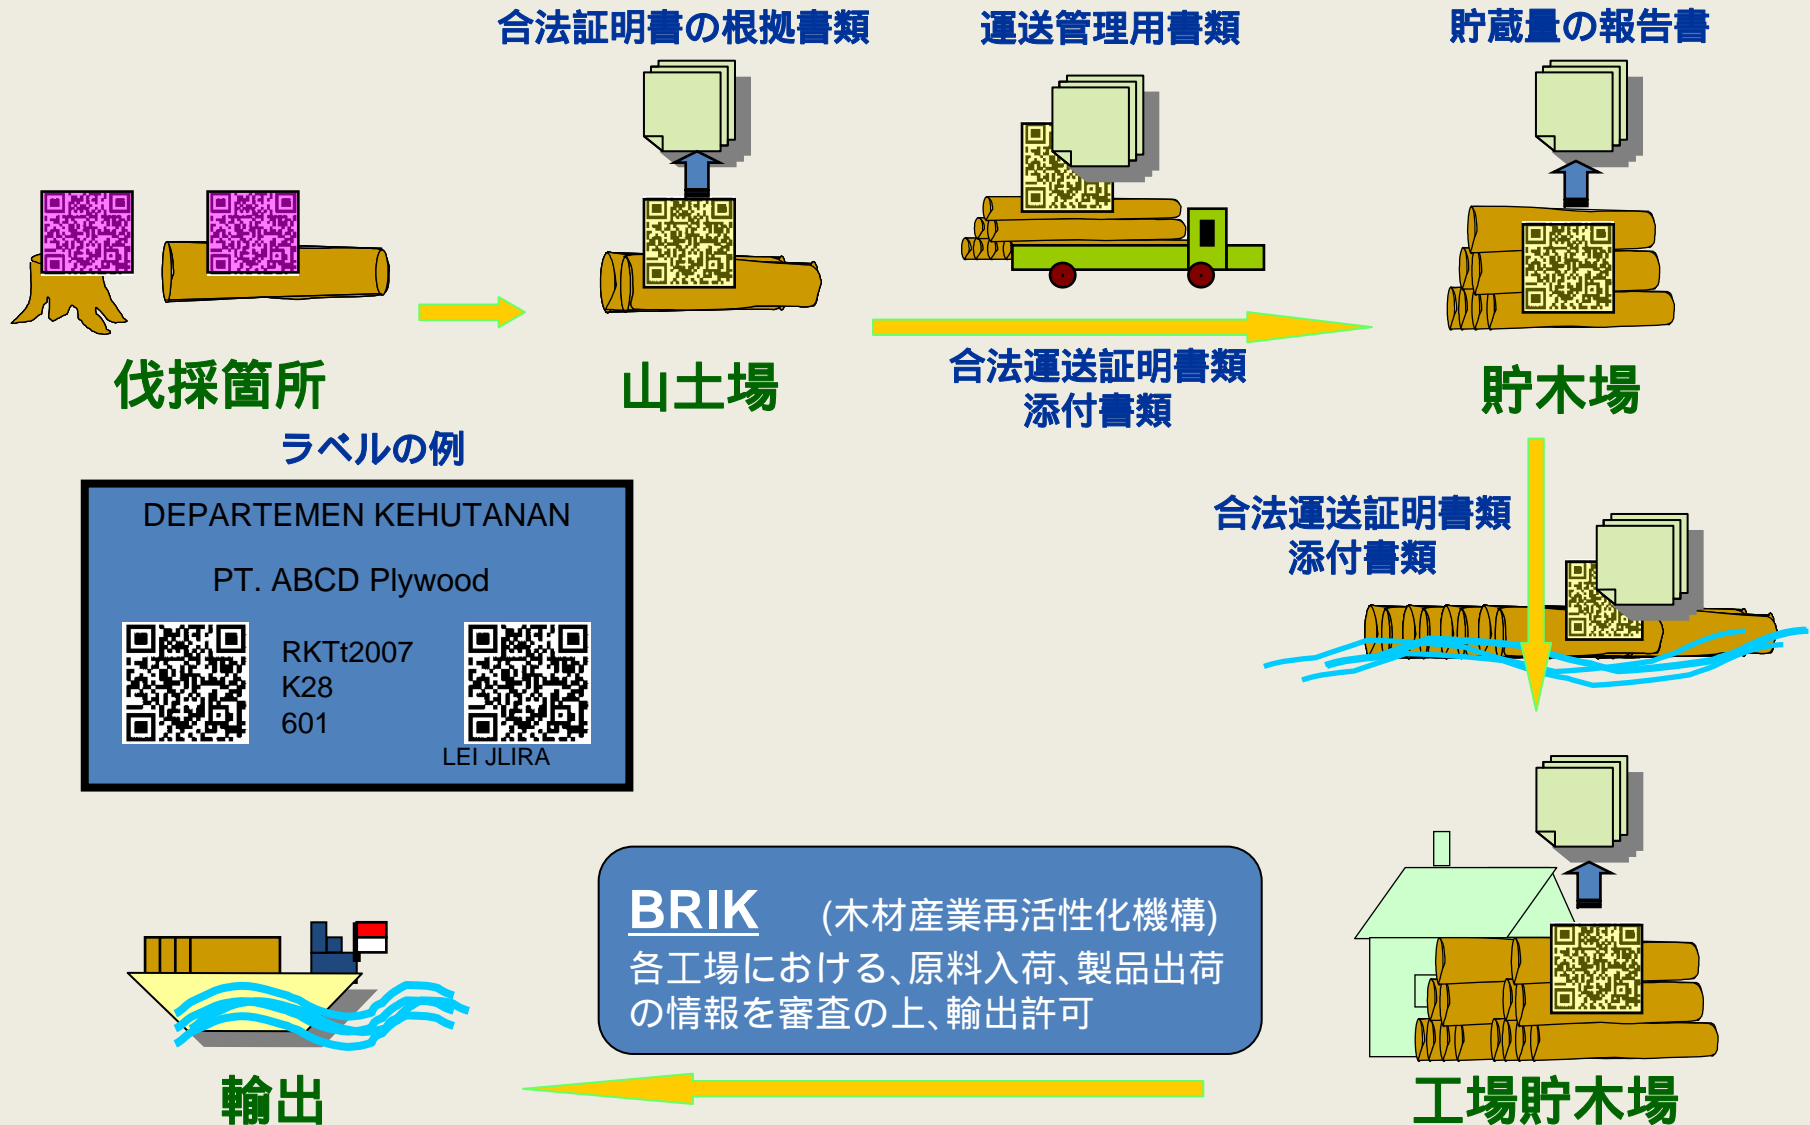 合法証明書の根拠書類
運送管理用書類
貯蔵量の報告書
伐採箇所
山土場
合法運送証明書類
添付書類
貯木場
ラベルの例
DEPARTEMEN KEHUTANAN
PT. ABCD Plywood
RKTt2007
K28
601
LEI JLIRA
合法運送証明書類
添付書類
BRIK (木材産業再活性化機構)
各工場における、原料入荷、製品出荷
の情報を審査の上、輸出許可
輸出
工場貯木場